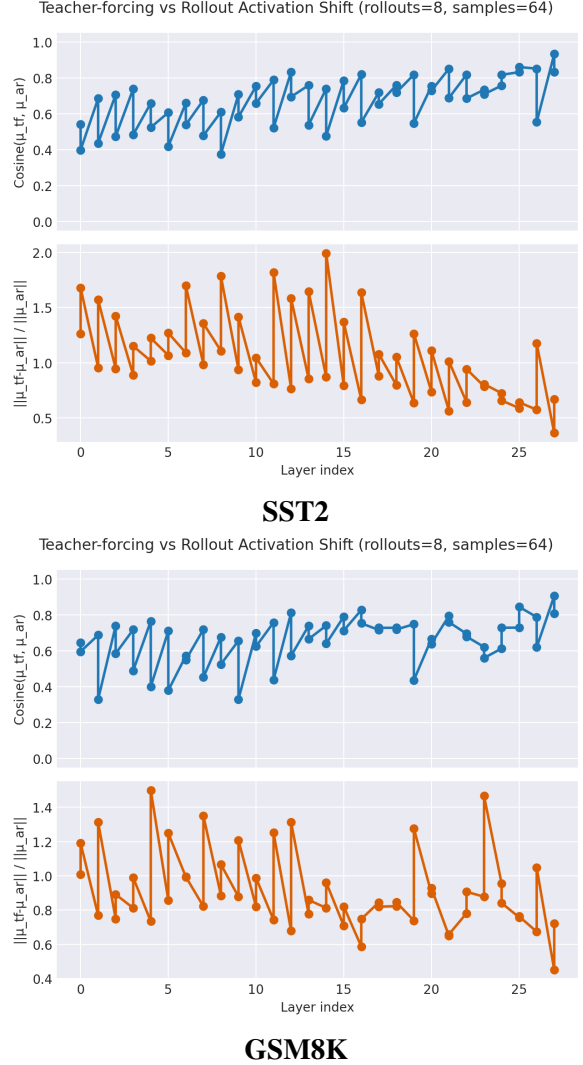 Teacher-forcing vs Rollout Activation Shift (rollouts=8, samples=64)
Cosine(μ_tf, μ_ar)
1.0
0.8
0.6
0.4
0.2
0.0
||μ_tf-μ_ar|| / ||μ_ar||
2.0
1.5
1.0
0.5
0 5 10 15 20 25
Layer index
SST2
Teacher-forcing vs Rollout Activation Shift (rollouts=8, samples=64)
Cosine(μ_tf, μ_ar)
1.0
0.8
0.6
0.4
0.2
0.0
||μ_tf-μ_ar|| / ||μ_ar||
1.4
1.2
1.0
0.8
0.6
0.4
0 5 10 15 20 25
Layer index
GSM8K